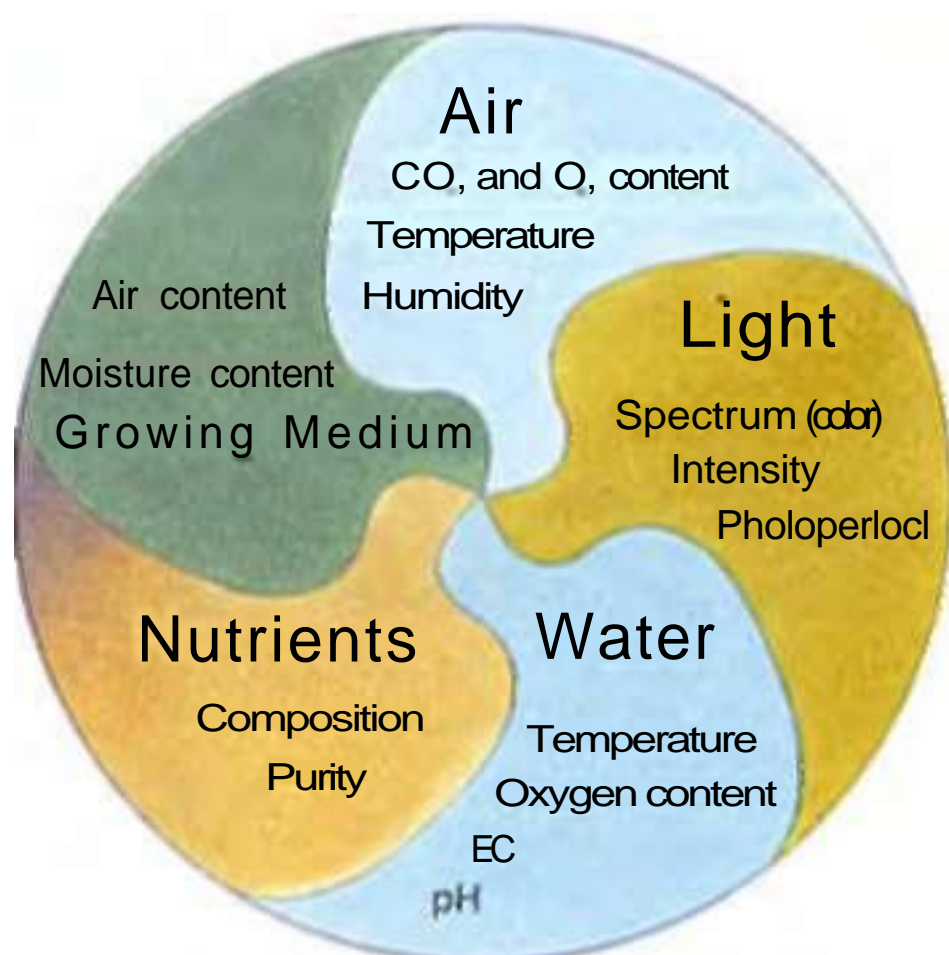 Air
CO, and O, content
Temperature
Humidity
Light
Spectrum (color)
Intensity
Pholoperlocl
Water
Temperature
Oxygen content
EC
pH
Nutrients
Composition
Purity
Air content
Moisture content
Growing Medium